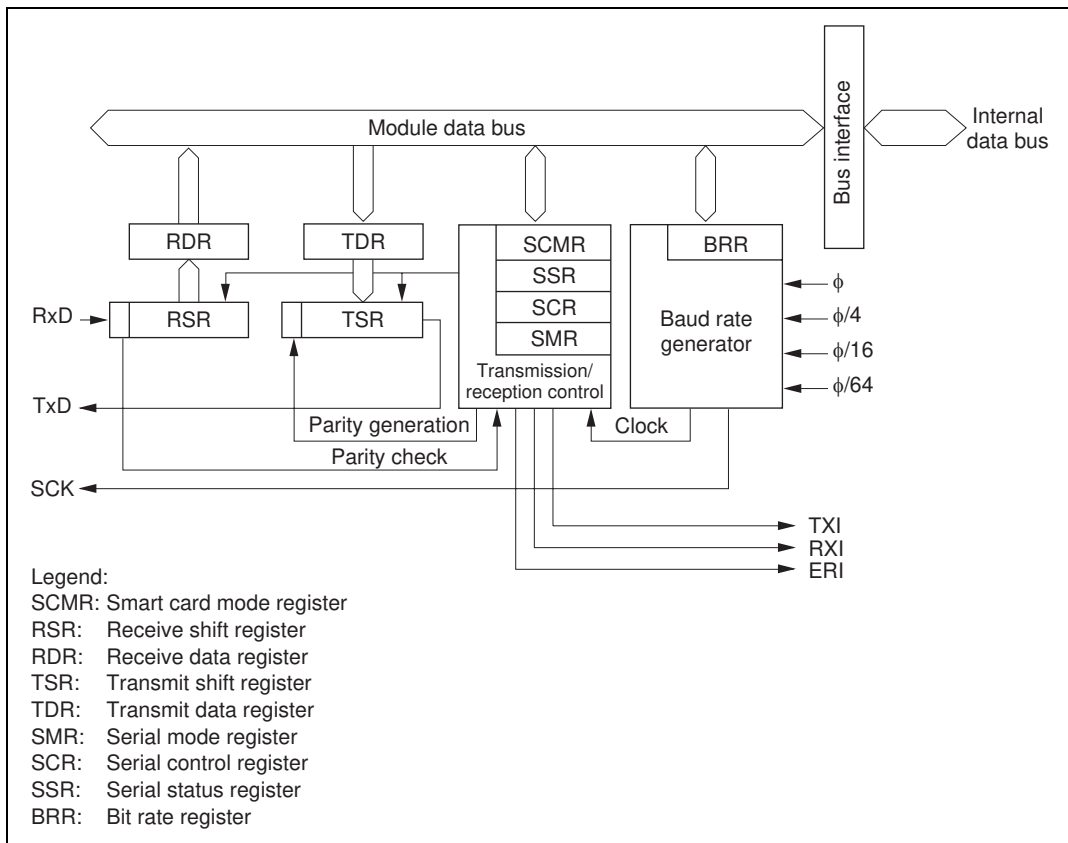 Module data bus
Bus interface
Internal
data bus
RDR
TDR
SCMR
BRR
SSR
φ
RxD
RSR
TSR
SCR
Baud rate
generator
φ/4
SMR
φ/16
Transmission/
reception control
φ/64
TxD
Parity generation
Clock
Parity check
SCK
TXI
RXI
ERI
Legend:
SCMR: Smart card mode register
RSR: Receive shift register
RDR: Receive data register
TSR: Transmit shift register
TDR: Transmit data register
SMR: Serial mode register
SCR: Serial control register
SSR: Serial status register
BRR: Bit rate register